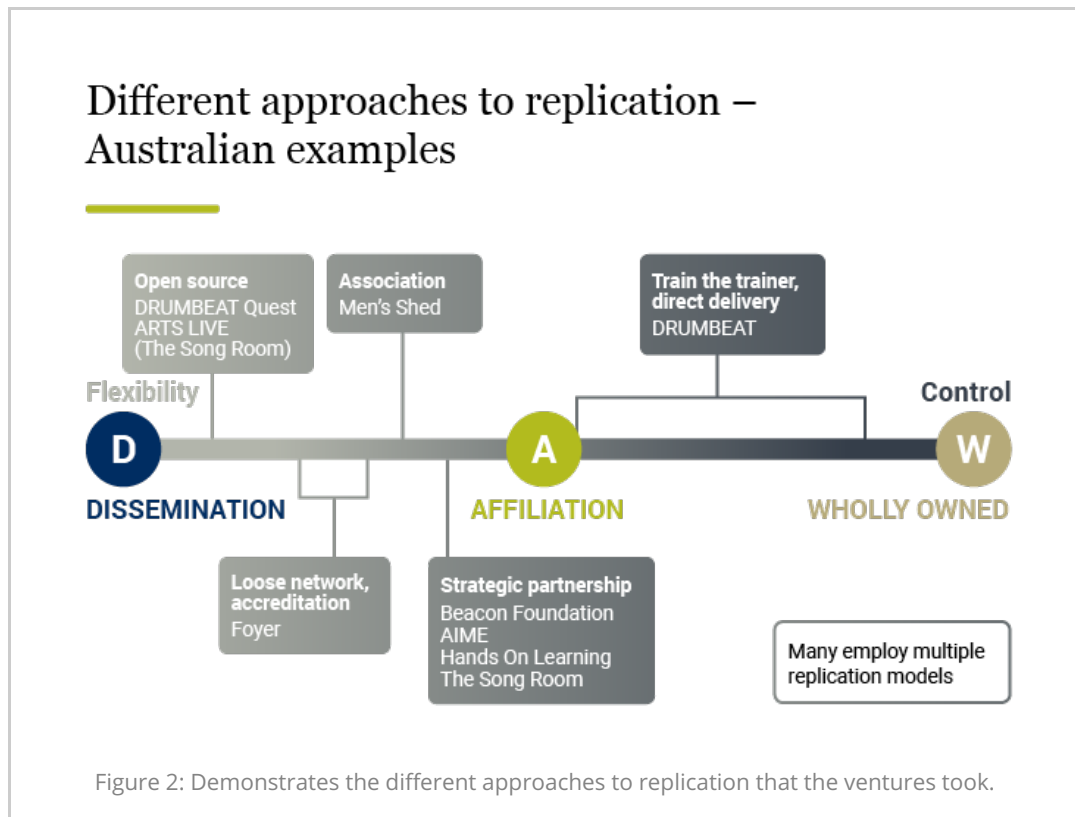 Different approaches to replication –
Australian examples
Open source
DRUMBEAT Quest
ARTS LIVE
(The Song Room)
Association
Men's Shed
Train the trainer,
direct delivery
DRUMBEAT
Flexibility
Control
D
A
W
DISSEMINATION
AFFILIATION
WHOLLY OWNED
Loose network,
accreditation
Foyer
Strategic partnership
Beacon Foundation
AIME
Hands On Learning
The Song Room
Many employ multiple
replication models
Figure 2: Demonstrates the different approaches to replication that the ventures took.